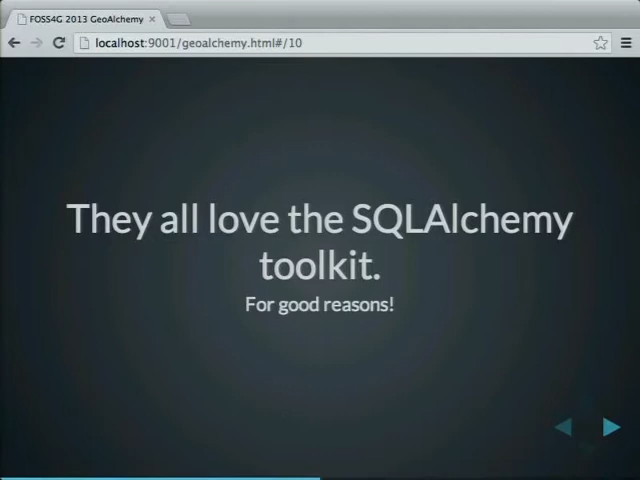 FOSS4G 2013 GeoAlchemy
localhost:9001/geoalchemy.html#/10
They all love the SQLAlchemy
toolkit.
For good reasons!